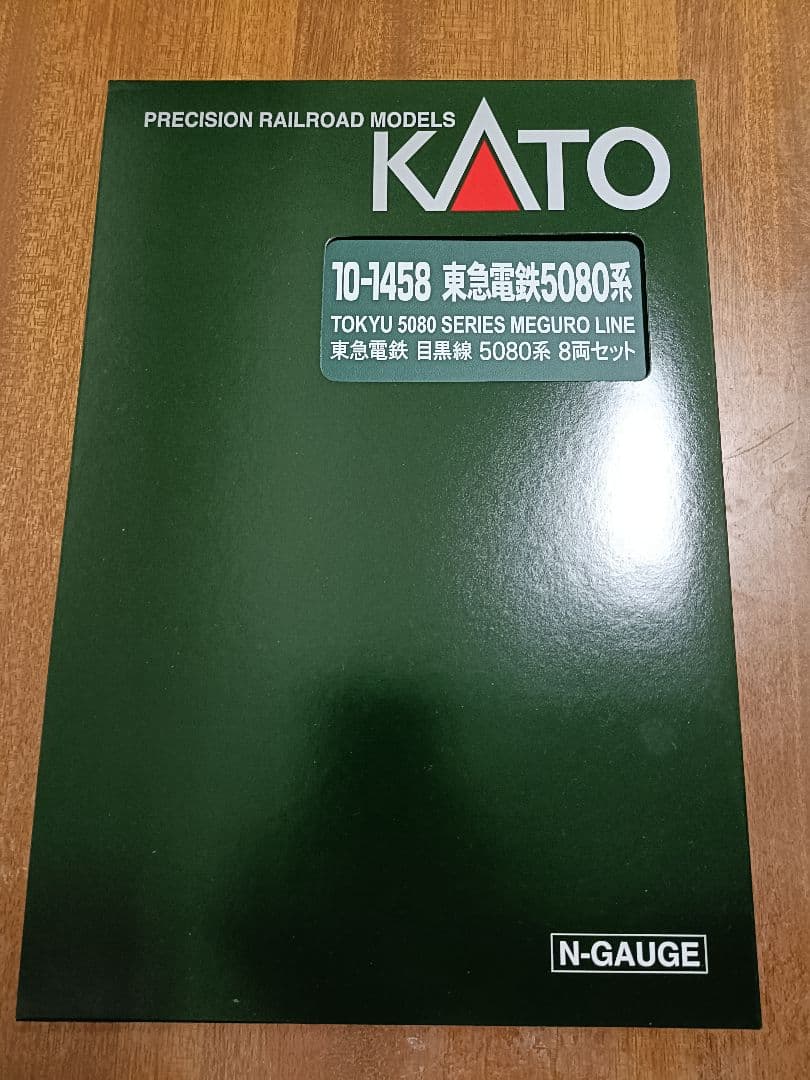 PRECISION RAILROAD MODELS
KATO
10-1458 東急電鉄5080系
TOKYU 5080 SERIES MEGURO LINE
東急電鉄 目黒線 5080系 8両セット
N-GAUGE